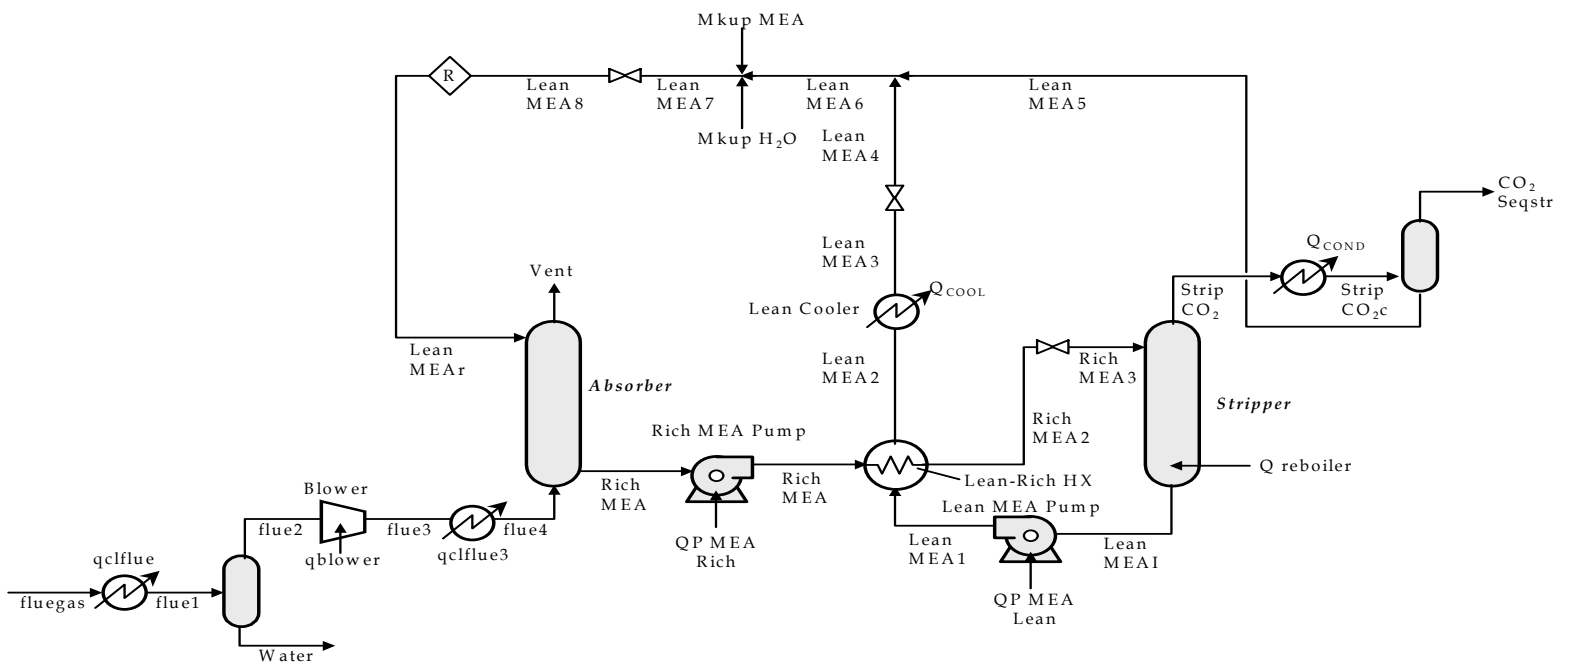 Mkup MEA
R
Lean
MEA8
Lean
MEA7
Lean
MEA6
Lean
MEA5
Mkup H₂O
Lean
MEA4
CO₂
Seqstr
Lean
MEA3
Q_COND
Vent
Strip
CO₂
Strip
CO₂c
Q_COOL
Lean Cooler
Lean
MEAr
Lean
MEA2
Rich
MEA3
Absorber
Stripper
Rich MEA Pump
Rich
MEA2
Q reboiler
Rich
MEA
Rich
MEA
Lean-Rich HX
Blower
Lean MEA Pump
flue2
flue3
flue4
qblower
qclflue3
QP MEA
Rich
Lean
MEA1
Lean
MEAI
qclflue
fluegas
flue1
QP MEA
Lean
Water